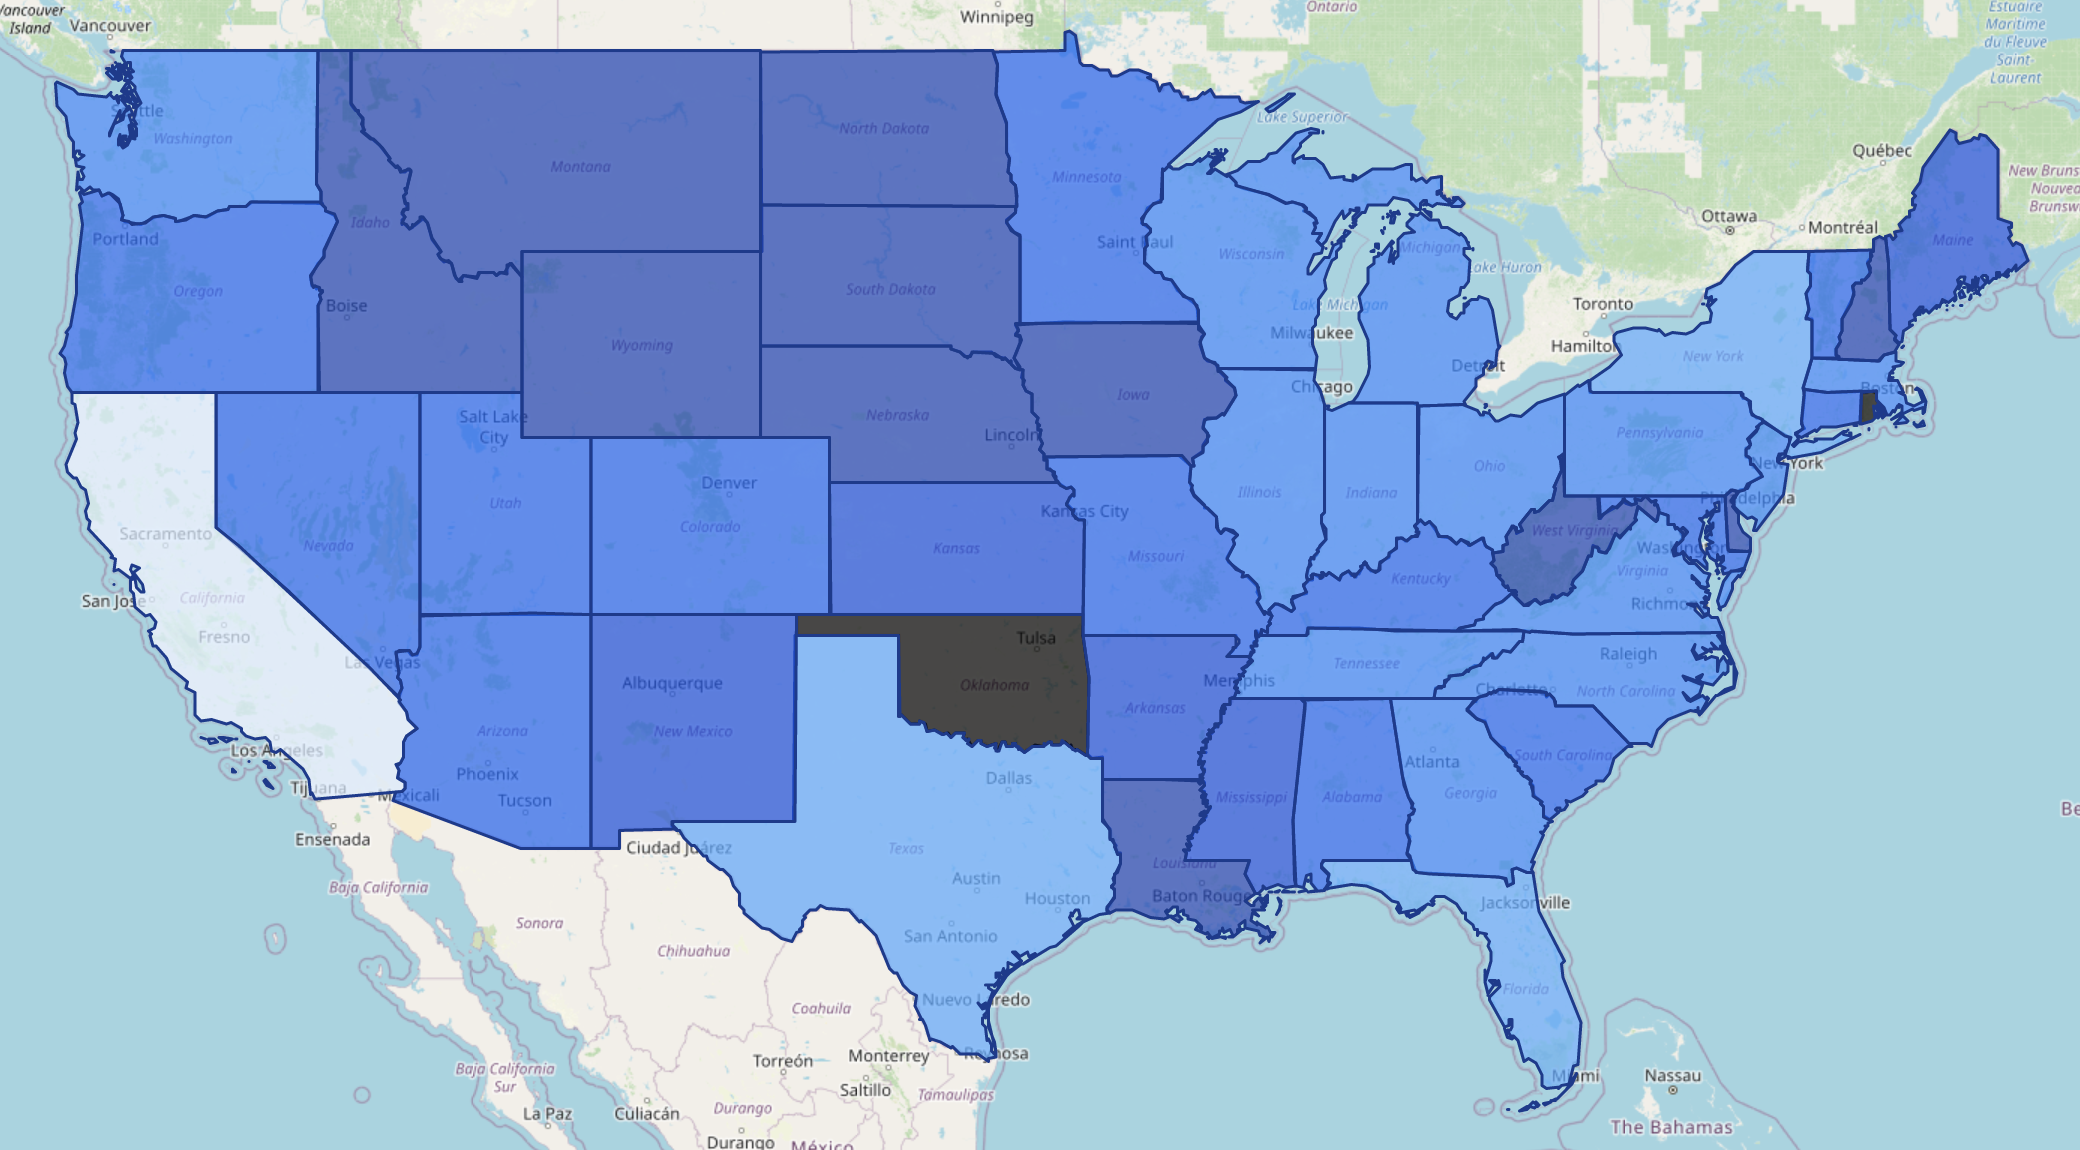 Vancouver
Island
Vancouver
Winnipeg
Ontario
Estuaire
Maritime
du Fleuve
Saint-
Laurent
Seattle
Washington
North Dakota
Lake Superior
Québec
Montana
Minnesota
New Bruns
Nouvea
Brunsw
Idaho
Ottawa
Montréal
Portland
Saint Paul
Wisconsin
Michigan
Maine
Lake Huron
Oregon
South Dakota
Boise
Lake Michigan
Toronto
Milwaukee
Hamilton
Wyoming
New York
Detroit
Chicago
Boston
Iowa
Salt Lake
City
Nebraska
Lincoln
Pennsylvania
New York
Ohio
Denver
Illinois
Indiana
Philadelphia
Utah
Kansas City
Colorado
Sacramento
West Virginia
Nevada
Kansas
Missouri
Washington
Virginia
Kentucky
San Jose
California
Richmo
Fresno
Tulsa
Las Vegas
Raleigh
Tennessee
Albuquerque
Oklahoma
Memphis
Charlotte
North Carolina
Arkansas
Arizona
New Mexico
Los Angeles
South Carolina
Atlanta
Phoenix
Dallas
Tijuana
Mexicali
Tucson
Mississippi
Alabama
Georgia
Be
Ensenada
Ciudad Juárez
Texas
Louisiana
Baja California
Austin
Houston
Baton Rouge
Jacksonville
Sonora
San Antonio
Chihuahua
Florida
Nuevo Laredo
Coahuila
Reynosa
Torreón
Monterrey
Baja California
Sur
Miami
Nassau
Saltillo
Tamaulipas
La Paz
Culiacán
Durango
The Bahamas
Durango
México